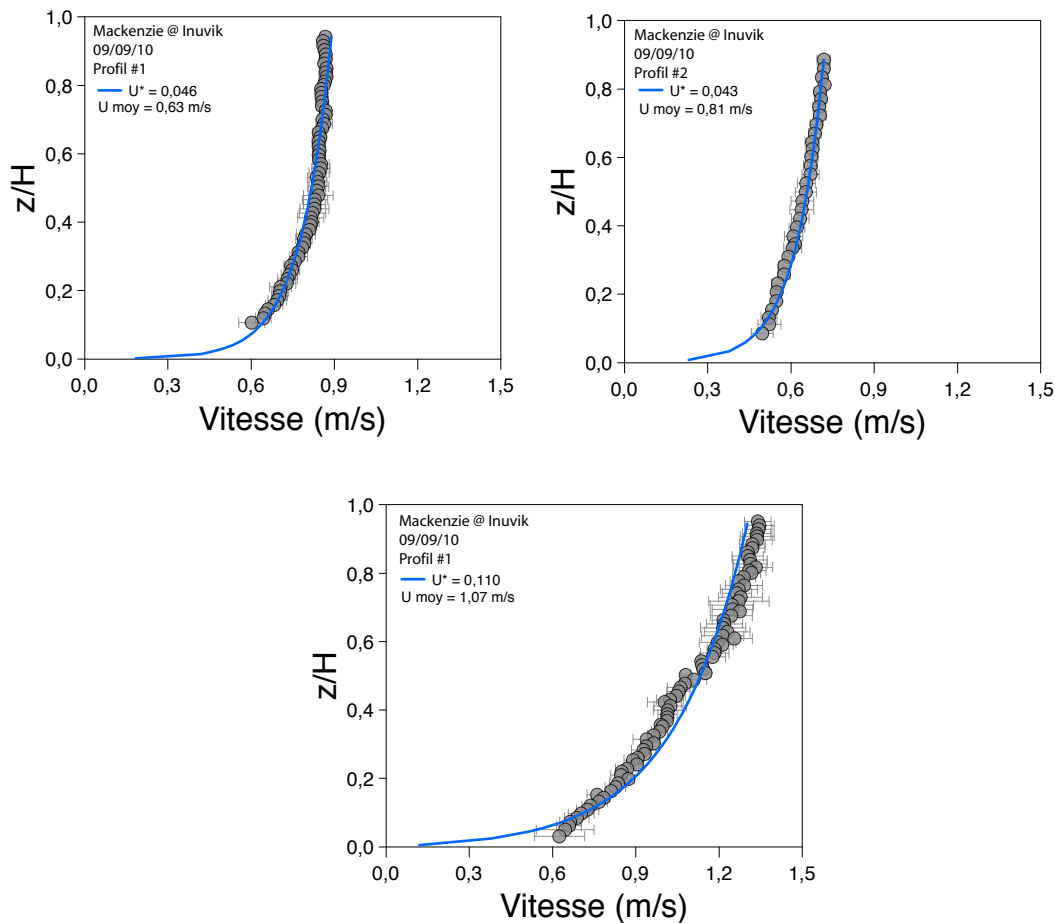 1,0
Mackenzie @ Inuvik
09/09/10
Profil #1
U* = 0,046
U moy = 0,63 m/s
0,8
0,6
z/H
0,4
0,2
0,0
0,0 0,3 0,6 0,9 1,2 1,5
Vitesse (m/s)
1,0
Mackenzie @ Inuvik
09/09/10
Profil #2
U* = 0,043
U moy = 0,81 m/s
0,8
0,6
z/H
0,4
0,2
0,0
0,0 0,3 0,6 0,9 1,2 1,5
Vitesse (m/s)
1,0
Mackenzie @ Inuvik
09/09/10
Profil #1
U* = 0,110
U moy = 1,07 m/s
0,8
0,6
z/H
0,4
0,2
0,0
0,0 0,3 0,6 0,9 1,2 1,5
Vitesse (m/s)